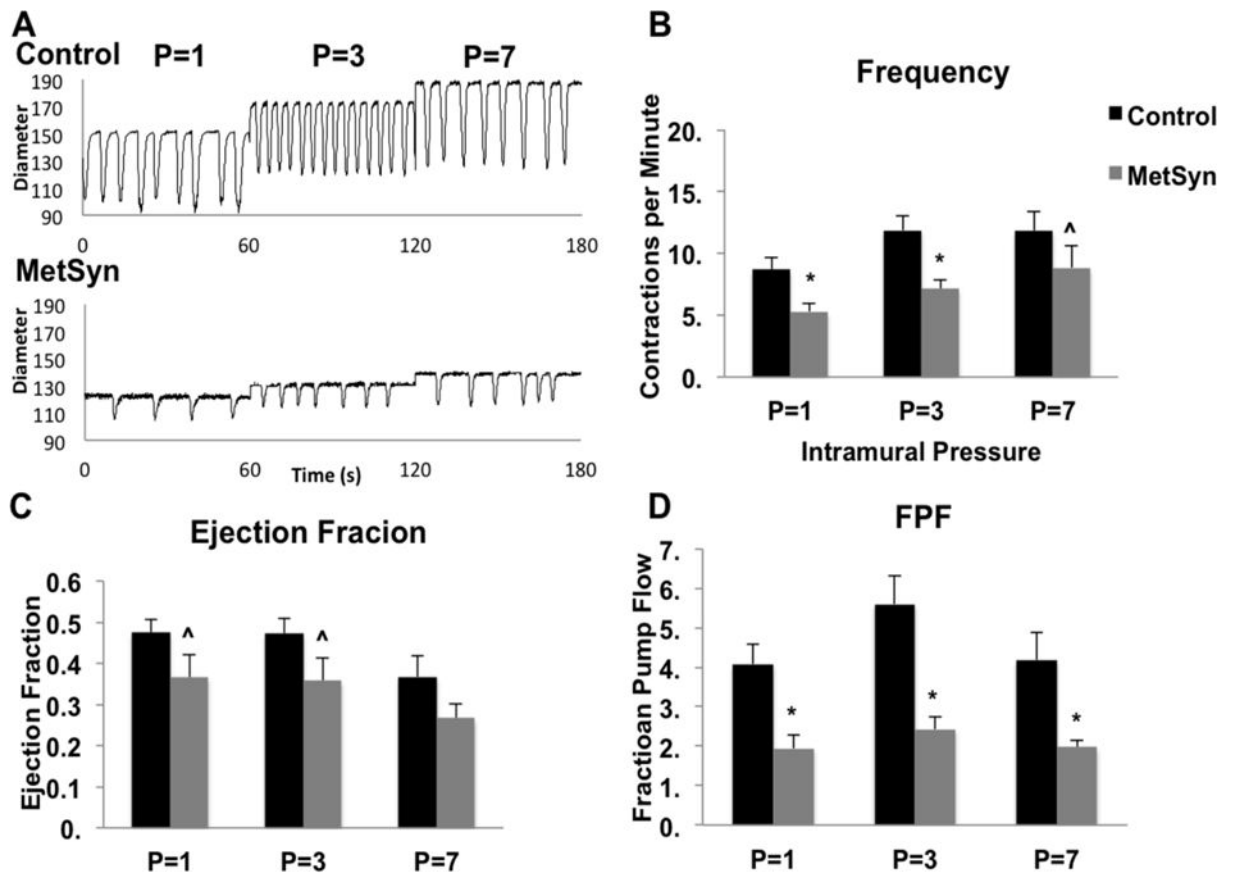 A
Control P=1 P=3 P=7
190
170
150
130
110
90
Diameter
0 60 120 180
MetSyn
190
170
150
130
110
90
Diameter
0 60 120 180
Time (s)
B
Frequency
Control
MetSyn
Contractions per Minute
20.
15.
10.
5.
0.
* * ^
P=1 P=3 P=7
Intramural Pressure
C
Ejection Fracion
Ejection Fraction
0.6
0.5
0.4
0.3
0.2
0.1
0.
^ ^
P=1 P=3 P=7
D
FPF
Fractioan Pump Flow
7.
6.
5.
4.
3.
2.
1.
0.
* * *
P=1 P=3 P=7